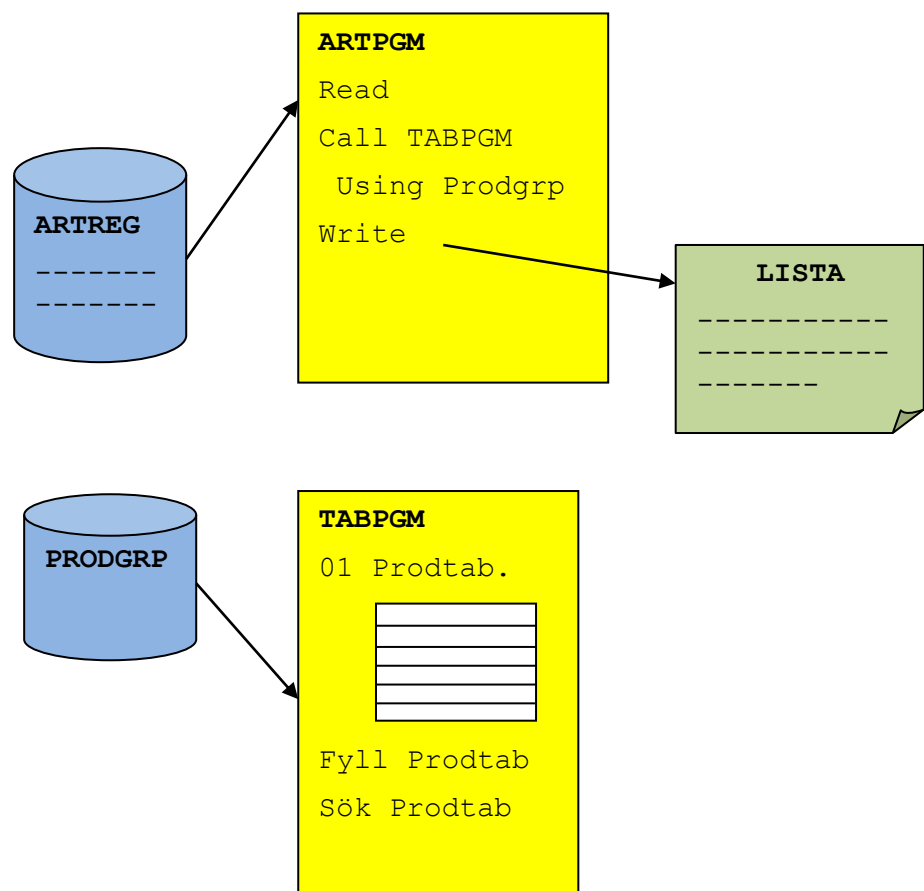 ARTPGM
Read
Call TABPGM
Using Prodgrp
Write
ARTREG
-------
-------
LISTA
-----------
-----------
-------
PRODGRP
TABPGM
01 Prodtab.
Fyll Prodtab
Sök Prodtab